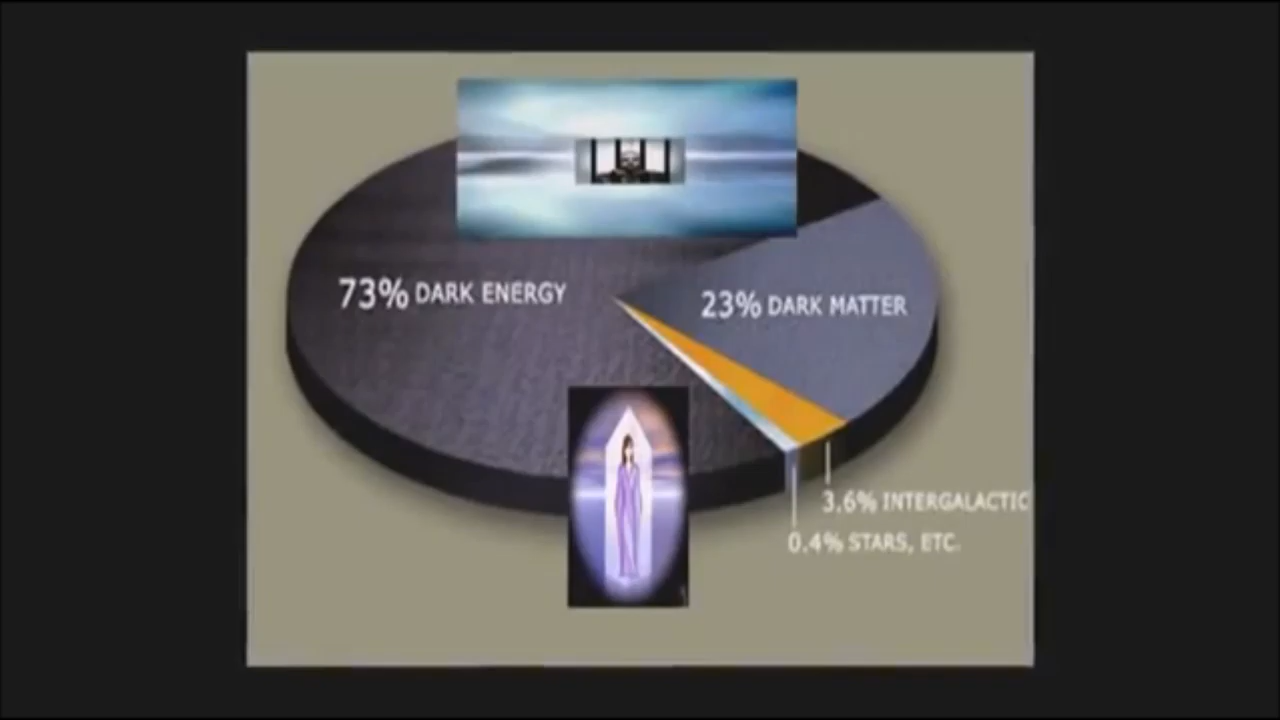 73% DARK ENERGY
23% DARK MATTER
3.6% INTERGALACTIC
0.4% STARS, ETC.